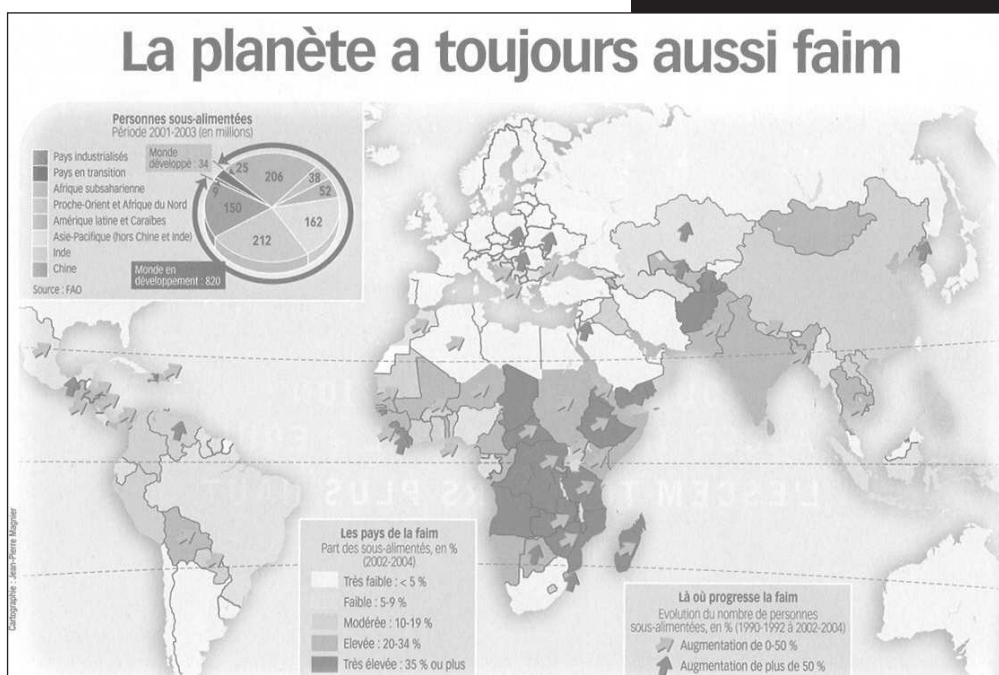 La planète a toujours aussi faim
Personnes sous-alimentées
Période 2001-2003 (en millions)
Pays industrialisés
Pays en transition
Afrique subsaharienne
Proche-Orient et Afrique du Nord
Amérique latine et Caraïbes
Asie-Pacifique (hors Chine et Inde)
Inde
Chine
Source : FAO
Monde
développé : 34
9
25
206
38
52
162
212
150
Monde en
développement : 820
Cartographie : Jean-Pierre Magnier
Les pays de la faim
Part des sous-alimentés, en %
(2002-2004)
Très faible : < 5 %
Faible : 5-9 %
Modérée : 10-19 %
Elevée : 20-34 %
Très élevée : 35 % ou plus
Là où progresse la faim
Evolution du nombre de personnes
sous-alimentées, en % (1990-1992 à 2002-2004)
Augmentation de 0-50 %
Augmentation de plus de 50 %